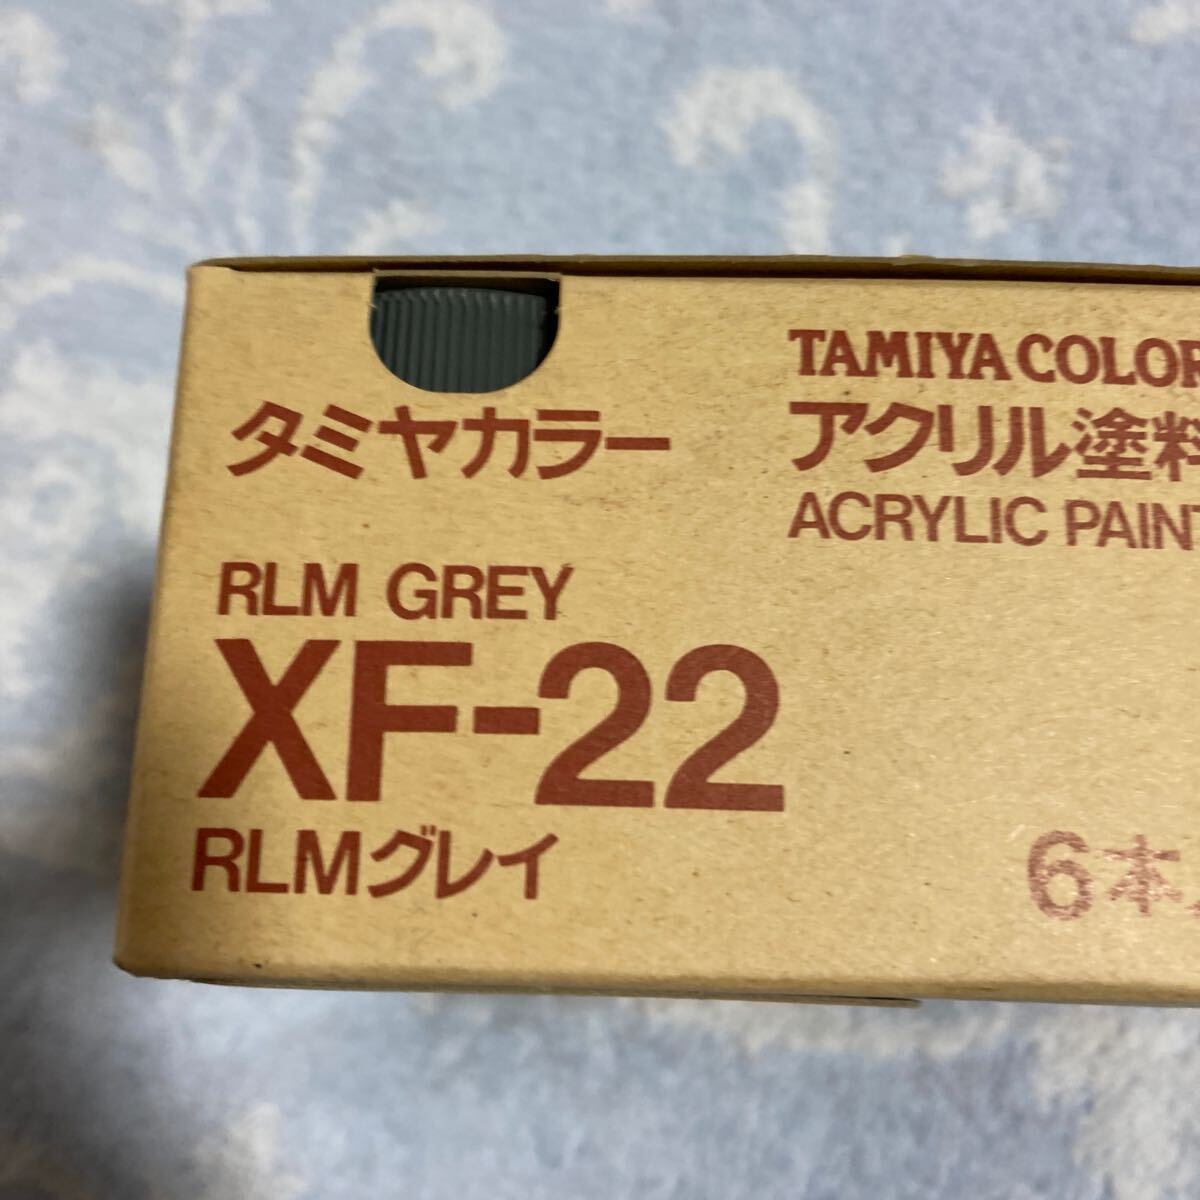 TAMIYA COLOR
タミヤカラー アクリル塗料
ACRYLIC PAINT
RLM GREY
XF-22
RLMグレイ
6本